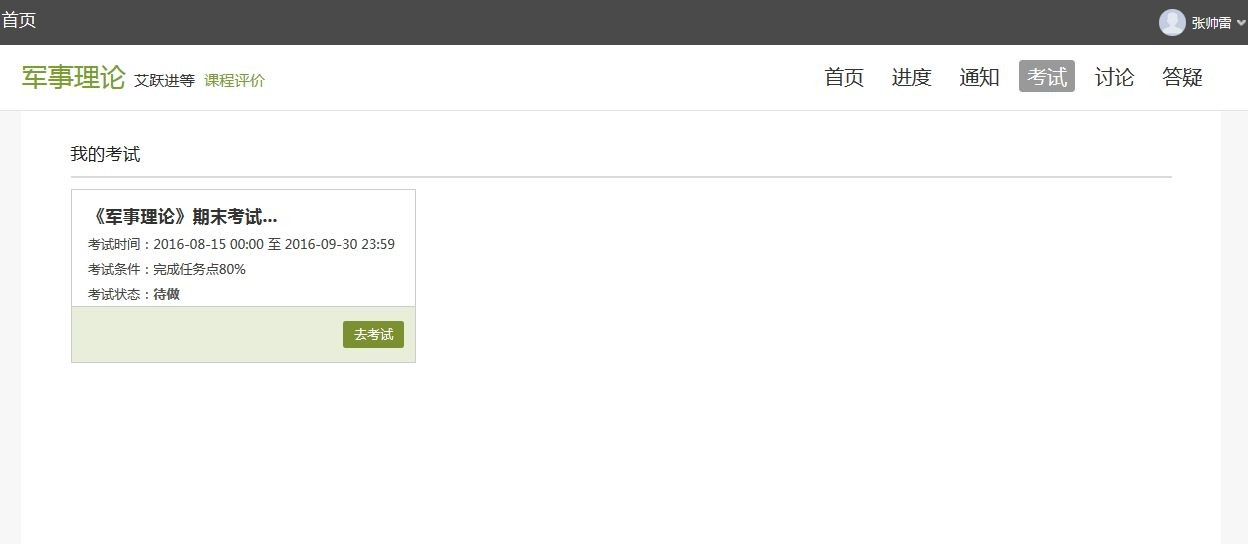 首页
张帅雷
军事理论 艾跃进等 课程评价
首页 进度 通知 考试 讨论 答疑
我的考试
《军事理论》期末考试...
考试时间：2016-08-15 00:00 至 2016-09-30 23:59
考试条件：完成任务点80%
考试状态：待做
去考试